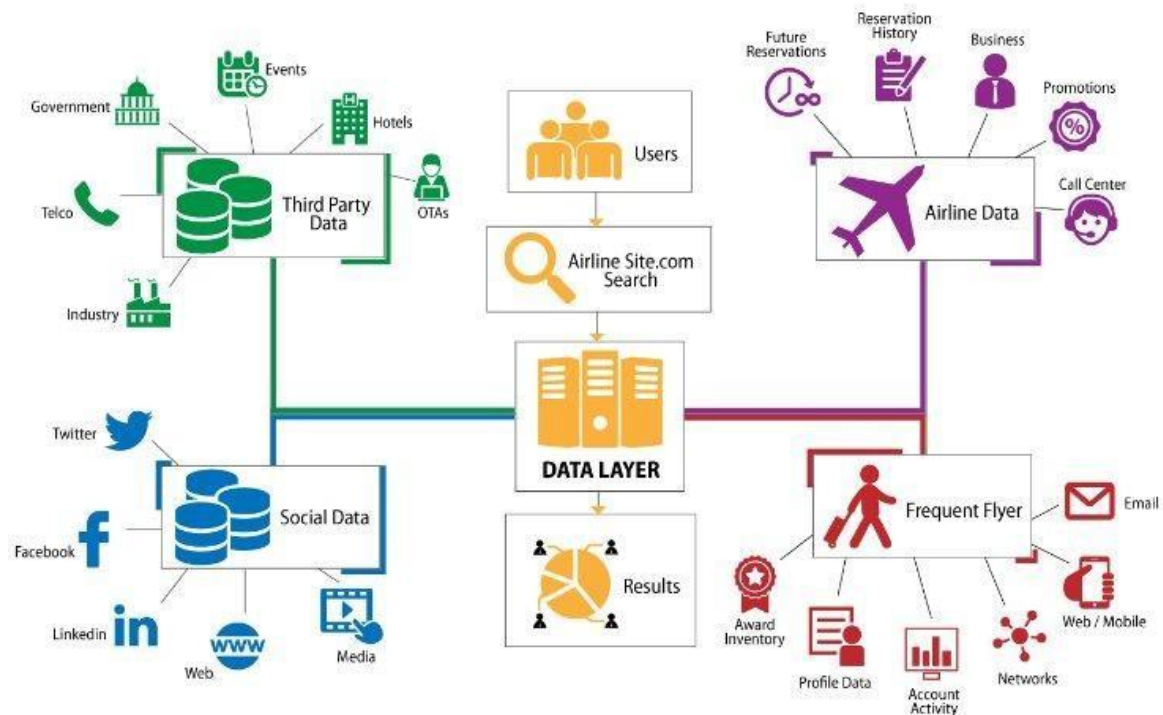 Government
Events
Hotels
Telco
Third Party
Data
OTAs
Industry
Users
Airline Site.com
Search
DATA LAYER
Results
Future
Reservations
Reservation
History
Business
Promotions
%
Airline Data
Call Center
Twitter
Social Data
Facebook
f
Linkedin
in
Web
WWW
Media
Frequent Flyer
Email
Award
Inventory
Web / Mobile
Profile Data
Account
Activity
Networks
H